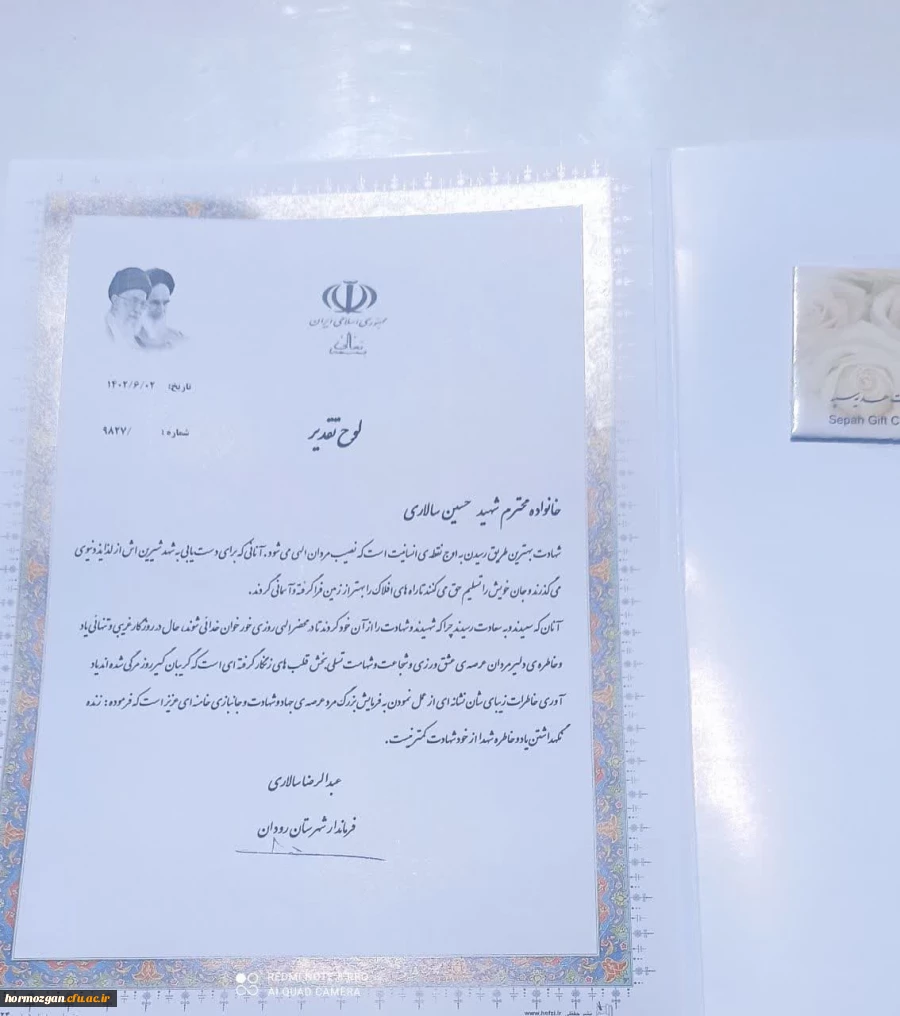 جمهوری اسلامی ایران
بسمه تعالی
تاریخ: ۱۴۰۲/۶/۰۲
شماره: /۹۸۲۷
لوح تقدیر
خانواده محترم شهید حسین سالاری
شهادت بهترین طریق رسیدن به اوج نقطه ی انسانیت است که نصیب مردان الهی می شود. آنانی که برای دست یابی به شهد شیرین اش از لذایذ دنیوی
می گذرند و جان خویش را تسلیم حق می کنند تا راه های افلاک را بهتر از زمین فرا گرفته و آسمانی گردند.
آنان که سعیدند به سعادت رسیدند چرا که شهیدند و شهادت را از آن خود کردند تا در محضر الهی روزی خور خوان خدائی شوند، حال در روزگار غریبی و تنهائی یاد
و خاطره ی دلیرمردان عرصه ی عشق ورزی و شجاعت و شهامت تسلی بخش قلب های زنگار گرفته ای است که گریبان گیر روزمرگی شده اند یاد
آوری خاطرات زیبای شان نشانه ای از عمل نمودن به فرمایش بزرگ مرد عرصه ی جهاد و شهادت و جانبازی خامنه ای عزیز است که فرموده: زنده
نگهداشتن یاد و خاطره شهدا از خود شهادت کمتر نیست.
عبدالرضا سالاری
فرماندار شهرستان رودان
Sepah Gift C
REDMI NOTE 8 PRO
AI QUAD CAMERA
hormozgan.cfu.ac.ir